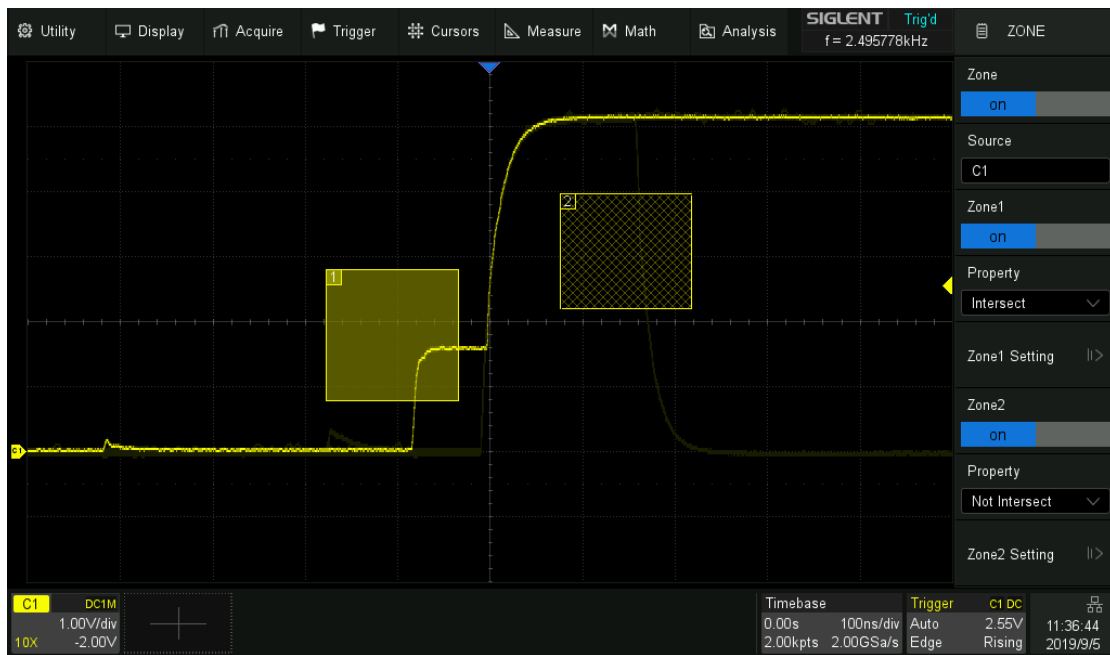 Utility Display Acquire Trigger Cursors Measure Math Analysis
SIGLENT Trig'd
f = 2.495778kHz
ZONE
Zone
on
Source
C1
Zone1
on
Property
Intersect
Zone1 Setting
Zone2
on
Property
Not Intersect
Zone2 Setting
1
2
C1
C1 DC1M
1.00V/div
10X -2.00V
Timebase
0.00s 100ns/div
2.00kpts 2.00GSa/s
Trigger C1 DC
Auto 2.55V
Edge Rising
11:36:44
2019/9/5